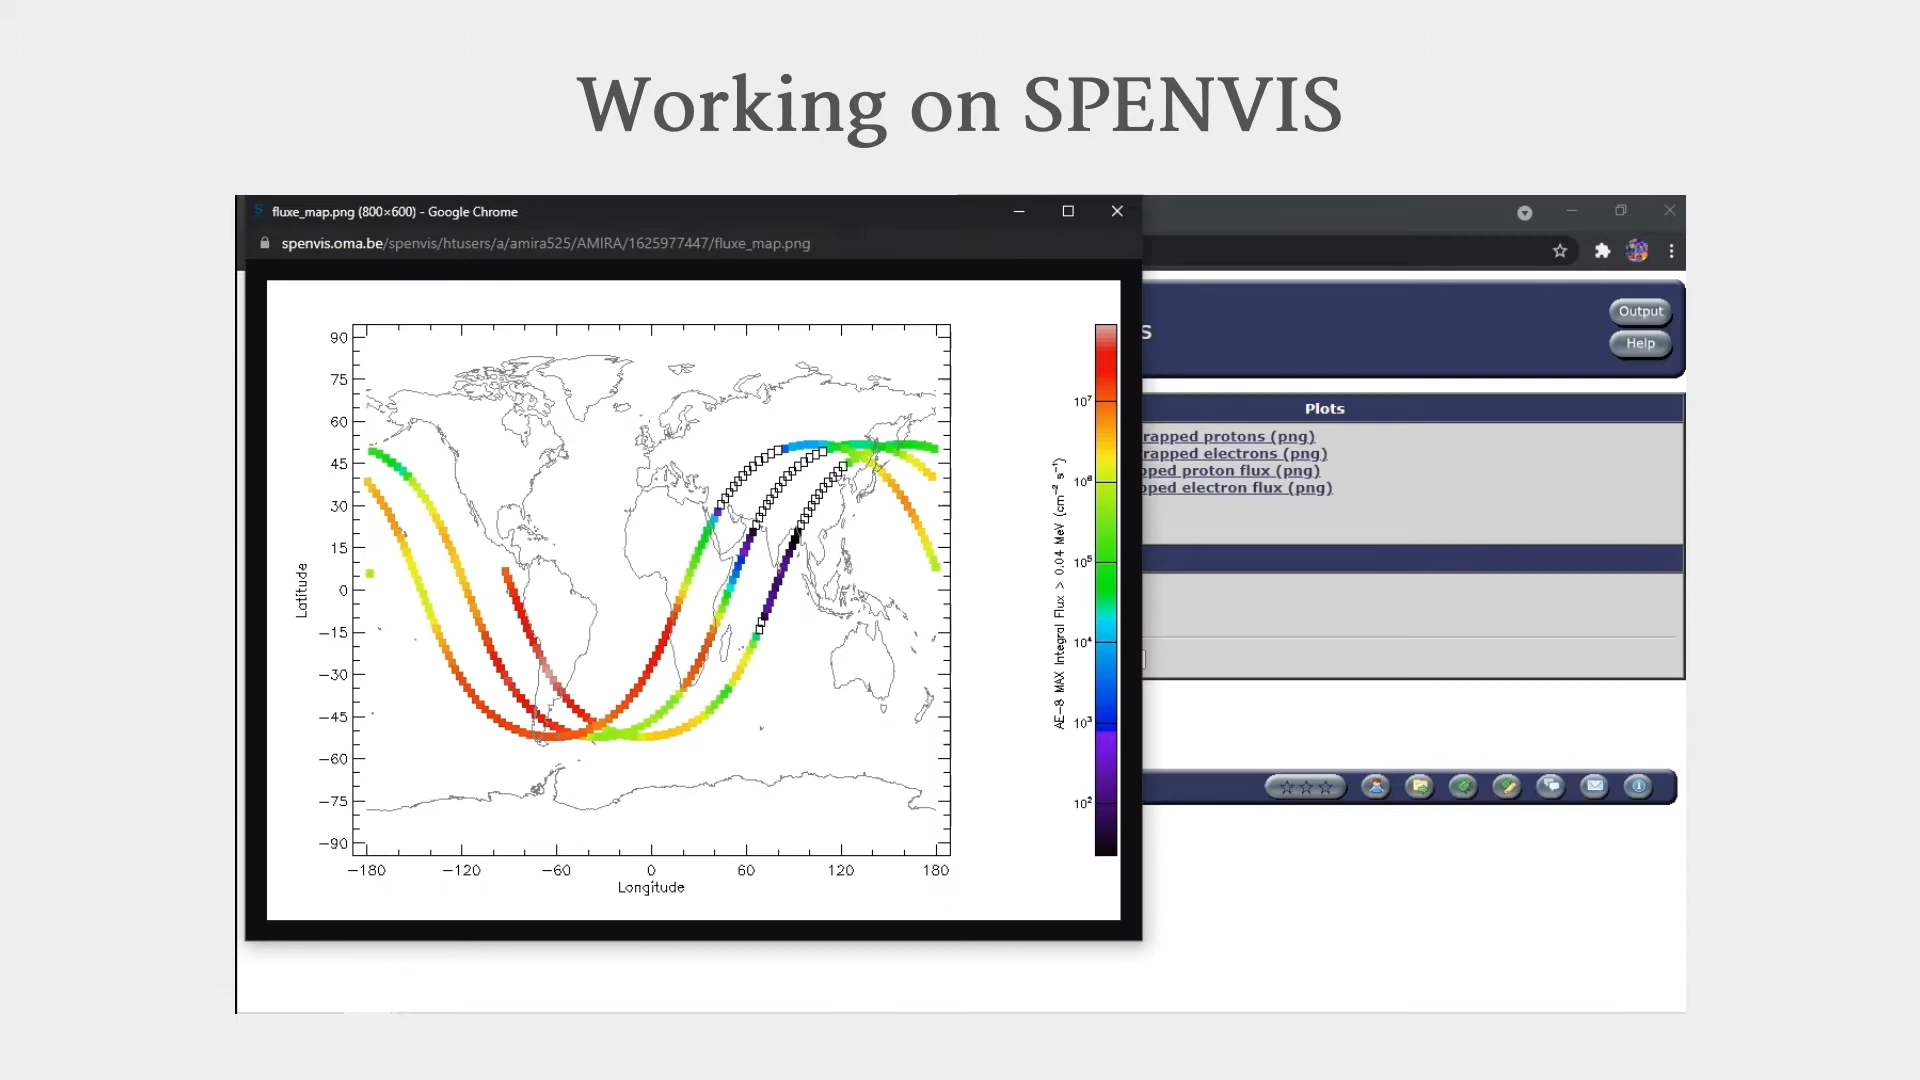 Working on SPENVIS
fluxe_map.png (800×600) - Google Chrome
spenvis.oma.be/spenvis/htusers/a/amira525/AMIRA/1625977447/fluxe_map.png
Output
Help
s
Plots
rapped protons (png)
rapped electrons (png)
pped proton flux (png)
pped electron flux (png)
90
75
60
45
30
15
0
−15
−30
−45
−60
−75
−90
Latitude
−180 −120 −60 0 60 120 180
Longitude
AE−8 MAX Integral Flux > 0.04 MeV (cm⁻² s⁻¹)
10⁷
10⁶
10⁵
10⁴
10³
10²